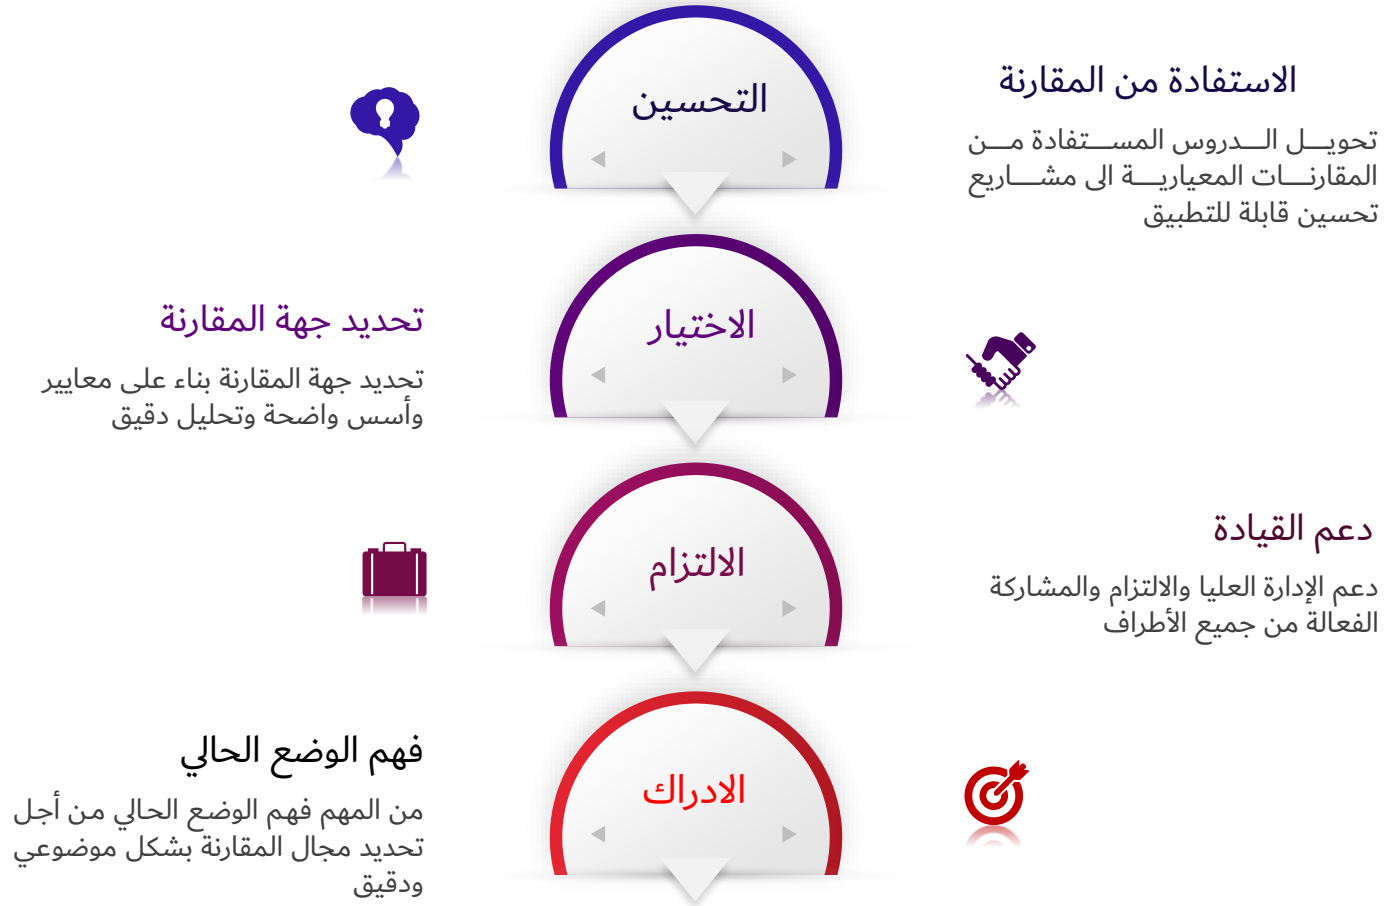 التحسين
الاستفادة من المقارنة
تحويل الدروس المستفادة من
المقارنات المعيارية الى مشاريع
تحسين قابلة للتطبيق
الاختيار
تحديد جهة المقارنة
تحديد جهة المقارنة بناء على معايير
وأسس واضحة وتحليل دقيق
الالتزام
دعم القيادة
دعم الإدارة العليا والالتزام والمشاركة
الفعالة من جميع الأطراف
الادراك
فهم الوضع الحالي
من المهم فهم الوضع الحالي من أجل
تحديد مجال المقارنة بشكل موضوعي
ودقيق